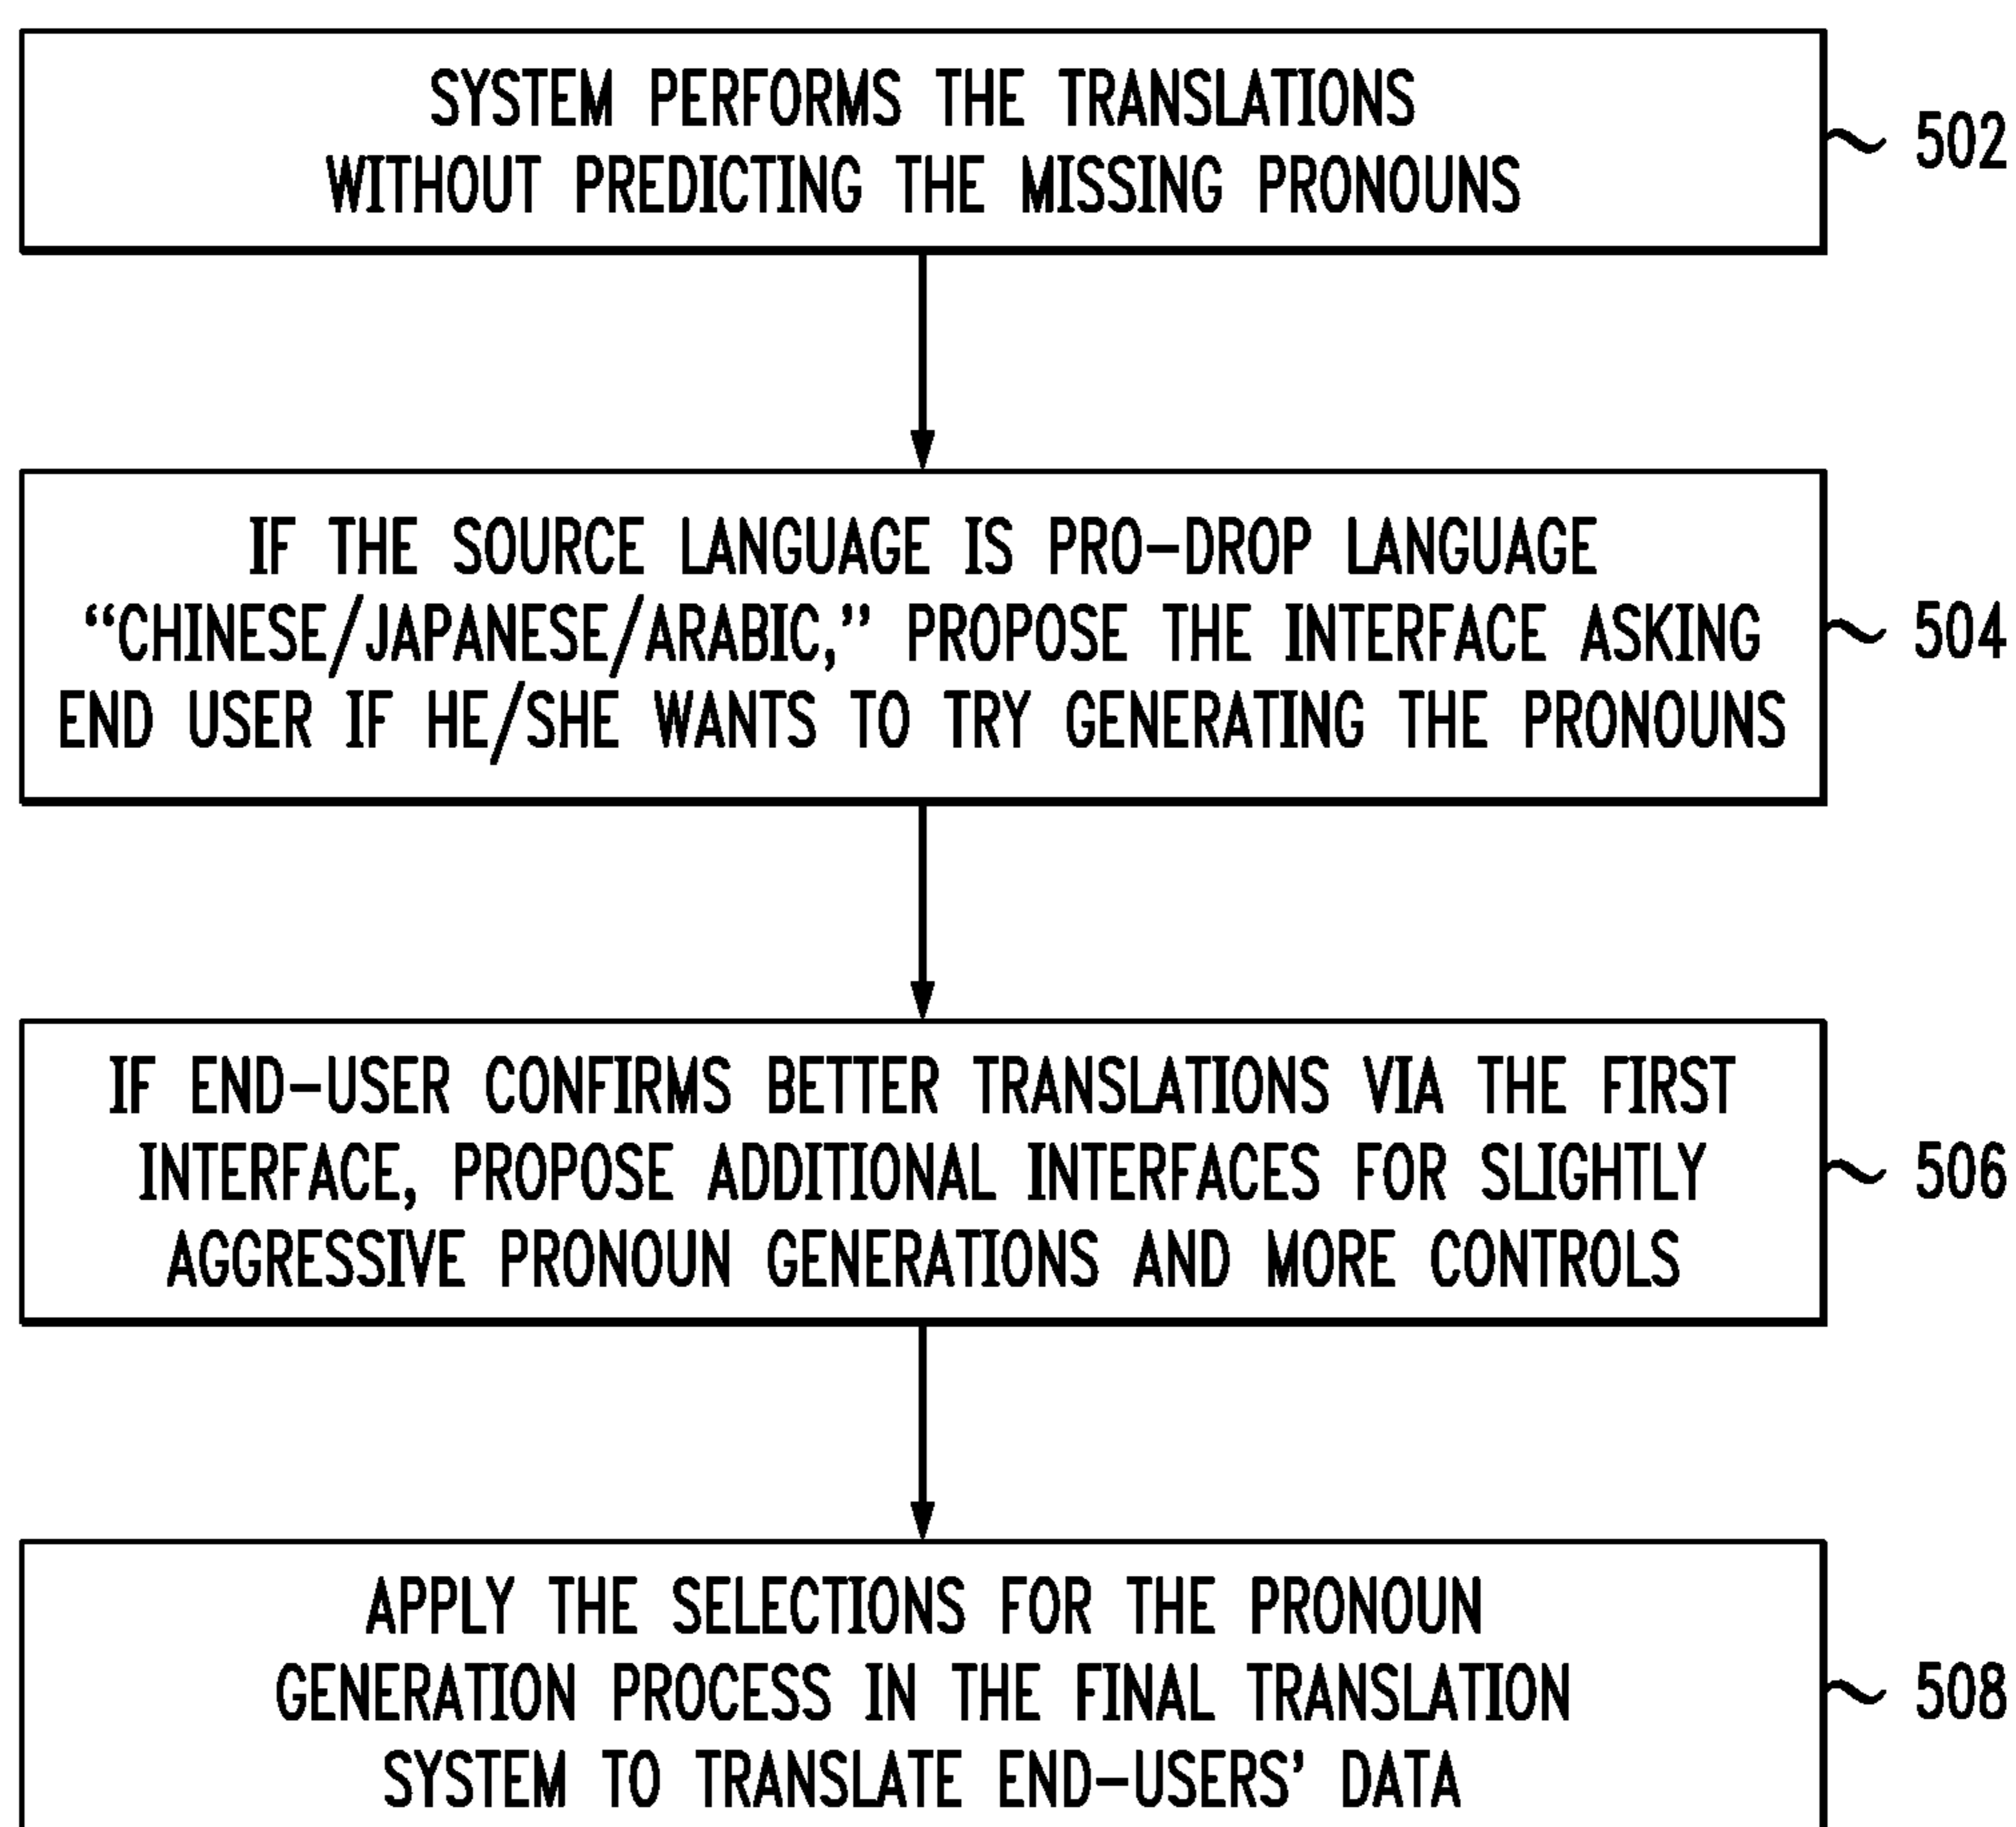 SYSTEM PERFORMS THE TRANSLATIONS
WITHOUT PREDICTING THE MISSING PRONOUNS
502
IF THE SOURCE LANGUAGE IS PRO-DROP LANGUAGE
“CHINESE/JAPANESE/ARABIC,” PROPOSE THE INTERFACE ASKING
END USER IF HE/SHE WANTS TO TRY GENERATING THE PRONOUNS
504
IF END-USER CONFIRMS BETTER TRANSLATIONS VIA THE FIRST
INTERFACE, PROPOSE ADDITIONAL INTERFACES FOR SLIGHTLY
AGGRESSIVE PRONOUN GENERATIONS AND MORE CONTROLS
506
APPLY THE SELECTIONS FOR THE PRONOUN
GENERATION PROCESS IN THE FINAL TRANSLATION
SYSTEM TO TRANSLATE END-USERS’ DATA
508